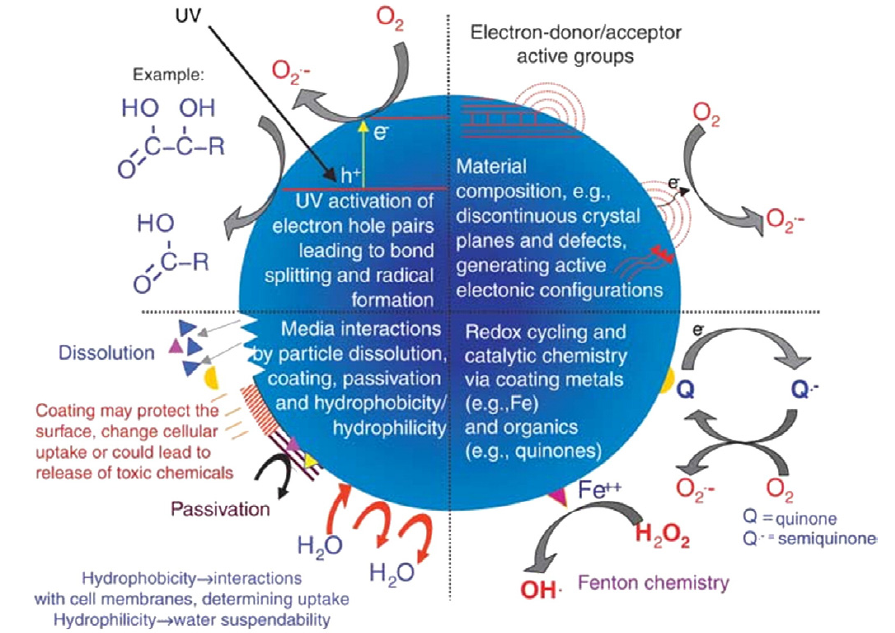 UV
O2
O2·-
Example:
HO OH
C–C–R
O
HO
C–R
O
e-
h+
UV activation of
electron hole pairs
leading to bond
splitting and radical
formation
Electron-donor/acceptor
active groups
Material
composition, e.g.,
discontinuous crystal
planes and defects,
generating active
electonic configurations
O2
e-
O2·-
Media interactions
by particle dissolution,
coating, passivation
and hydrophobicity/
hydrophilicity
Dissolution
Coating may protect the
surface, change cellular
uptake or could lead to
release of toxic chemicals
Passivation
H2O
H2O
Hydrophobicity→interactions
with cell membranes, determining uptake
Hydrophilicity→water suspendability
Redox cycling and
catalytic chemistry
via coating metals
(e.g.,Fe)
and organics
(e.g., quinones)
e-
Q
Q·-
O2·-
O2
Q =quinone
Q·- = semiquinone
Fe++
H2O2
OH·
Fenton chemistry